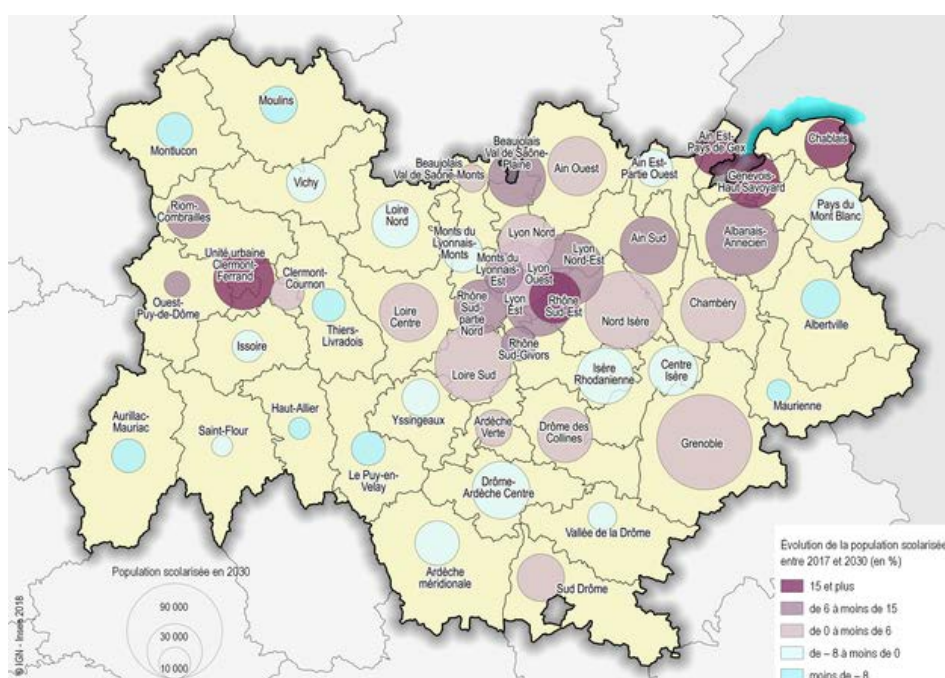 Moulins
Montlucon
Vichy
Riom-
Combrailles
Unité urbaine
Clermont-
Ferrand
Clermont-
Cournon
Ouest-
Puy-de-Dôme
Thiers-
Livradois
Issoire
Aurillac-
Mauriac
Saint-Flour
Haut-Allier
Le Puy-en-
Velay
Yssingeaux
Loire
Nord
Loire
Centre
Loire Sud
Beaujolais
Val de Saône-Monts
Beaujolais
Val de Saône-
Plaine
Monts du
Lyonnais-
Monts
Monts du
Lyonnais-
Est
Lyon Nord
Lyon
Nord-Est
Lyon
Ouest
Lyon
Est
Rhône
Sud-Est
Rhône
Sud-
partie
Nord
Rhône
Sud-Givors
Ain Ouest
Ain Est-
Partie Ouest
Ain Est-
Pays de Gex
Genevois-
Haut Savoyard
Chablais
Pays du
Mont Blanc
Albanais-
Annecien
Ain Sud
Nord Isère
Chambéry
Albertville
Maurienne
Isère
Rhodanienne
Centre
Isère
Grenoble
Ardèche
Verte
Drôme des
Collines
Drôme-
Ardèche Centre
Vallée de la Drôme
Ardèche
méridionale
Sud Drôme
Population scolarisée en 2030
90 000
30 000
10 000
© IGN - Insee 2018
Évolution de la population scolarisée
entre 2017 et 2030 (en %)
15 et plus
de 6 à moins de 15
de 0 à moins de 6
de – 8 à moins de 0
moins de – 8